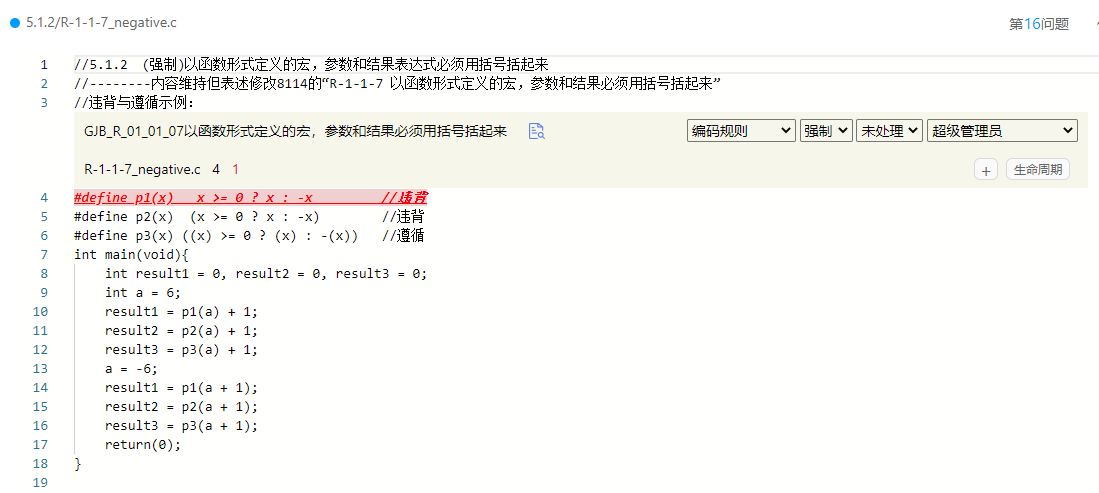 5.1.2/R-1-1-7_negative.c 第16问题
1 //5.1.2 (强制)以函数形式定义的宏，参数和结果表达式必须用括号括起来
2 //--------内容维持但表述修改8114的“R-1-1-7 以函数形式定义的宏，参数和结果必须用括号括起来”
3 //违背与遵循示例：
GJB_R_01_01_07以函数形式定义的宏，参数和结果必须用括号括起来 编码规则 强制 未处理 超级管理员
R-1-1-7_negative.c 4 1 + 生命周期
4 #define p1(x)   x >= 0 ? x : -x         //违背
5 #define p2(x)  (x >= 0 ? x : -x)        //违背
6 #define p3(x) ((x) >= 0 ? (x) : -(x))   //遵循
7 int main(void){
8     int result1 = 0, result2 = 0, result3 = 0;
9     int a = 6;
10     result1 = p1(a) + 1;
11     result2 = p2(a) + 1;
12     result3 = p3(a) + 1;
13     a = -6;
14     result1 = p1(a + 1);
15     result2 = p2(a + 1);
16     result3 = p3(a + 1);
17     return(0);
18 }
19